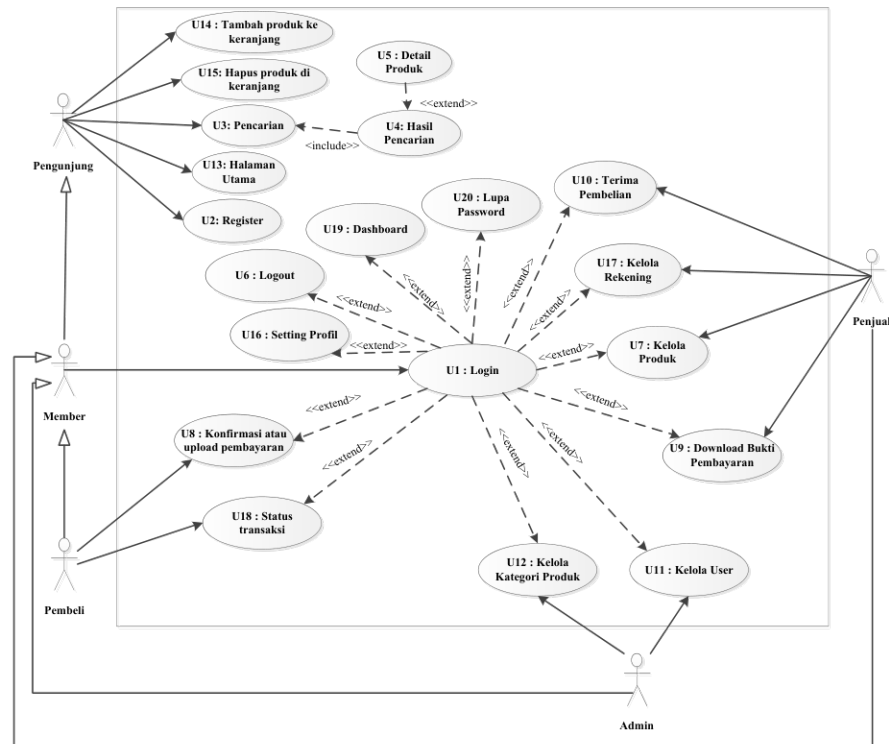 U14 : Tambah produk ke
keranjang
U15: Hapus produk di
keranjang
U5 : Detail
Produk
<<extend>>
U3: Pencarian
<include>>
U4: Hasil
Pencarian
Pengunjung
U13: Halaman
Utama
U2: Register
U19 : Dashboard
U20 : Lupa
Password
U10 : Terima
Pembelian
U6 : Logout
<<extend>>
<<extend>>
<<extend>>
<<extend>>
U17 : Kelola
Rekening
<<extend>>
Penjual
U16 : Setting Profil
<<extend>>
<<extend>>
U7 : Kelola
Produk
U1 : Login
Member
U8 : Konfirmasi atau
upload pembayaran
<<extend>>
<<extend>>
<<extend>>
<<extend>>
<<extend>>
U9 : Download Bukti
Pembayaran
U18 : Status
transaksi
U12 : Kelola
Kategori Produk
U11 : Kelola User
Pembeli
Admin